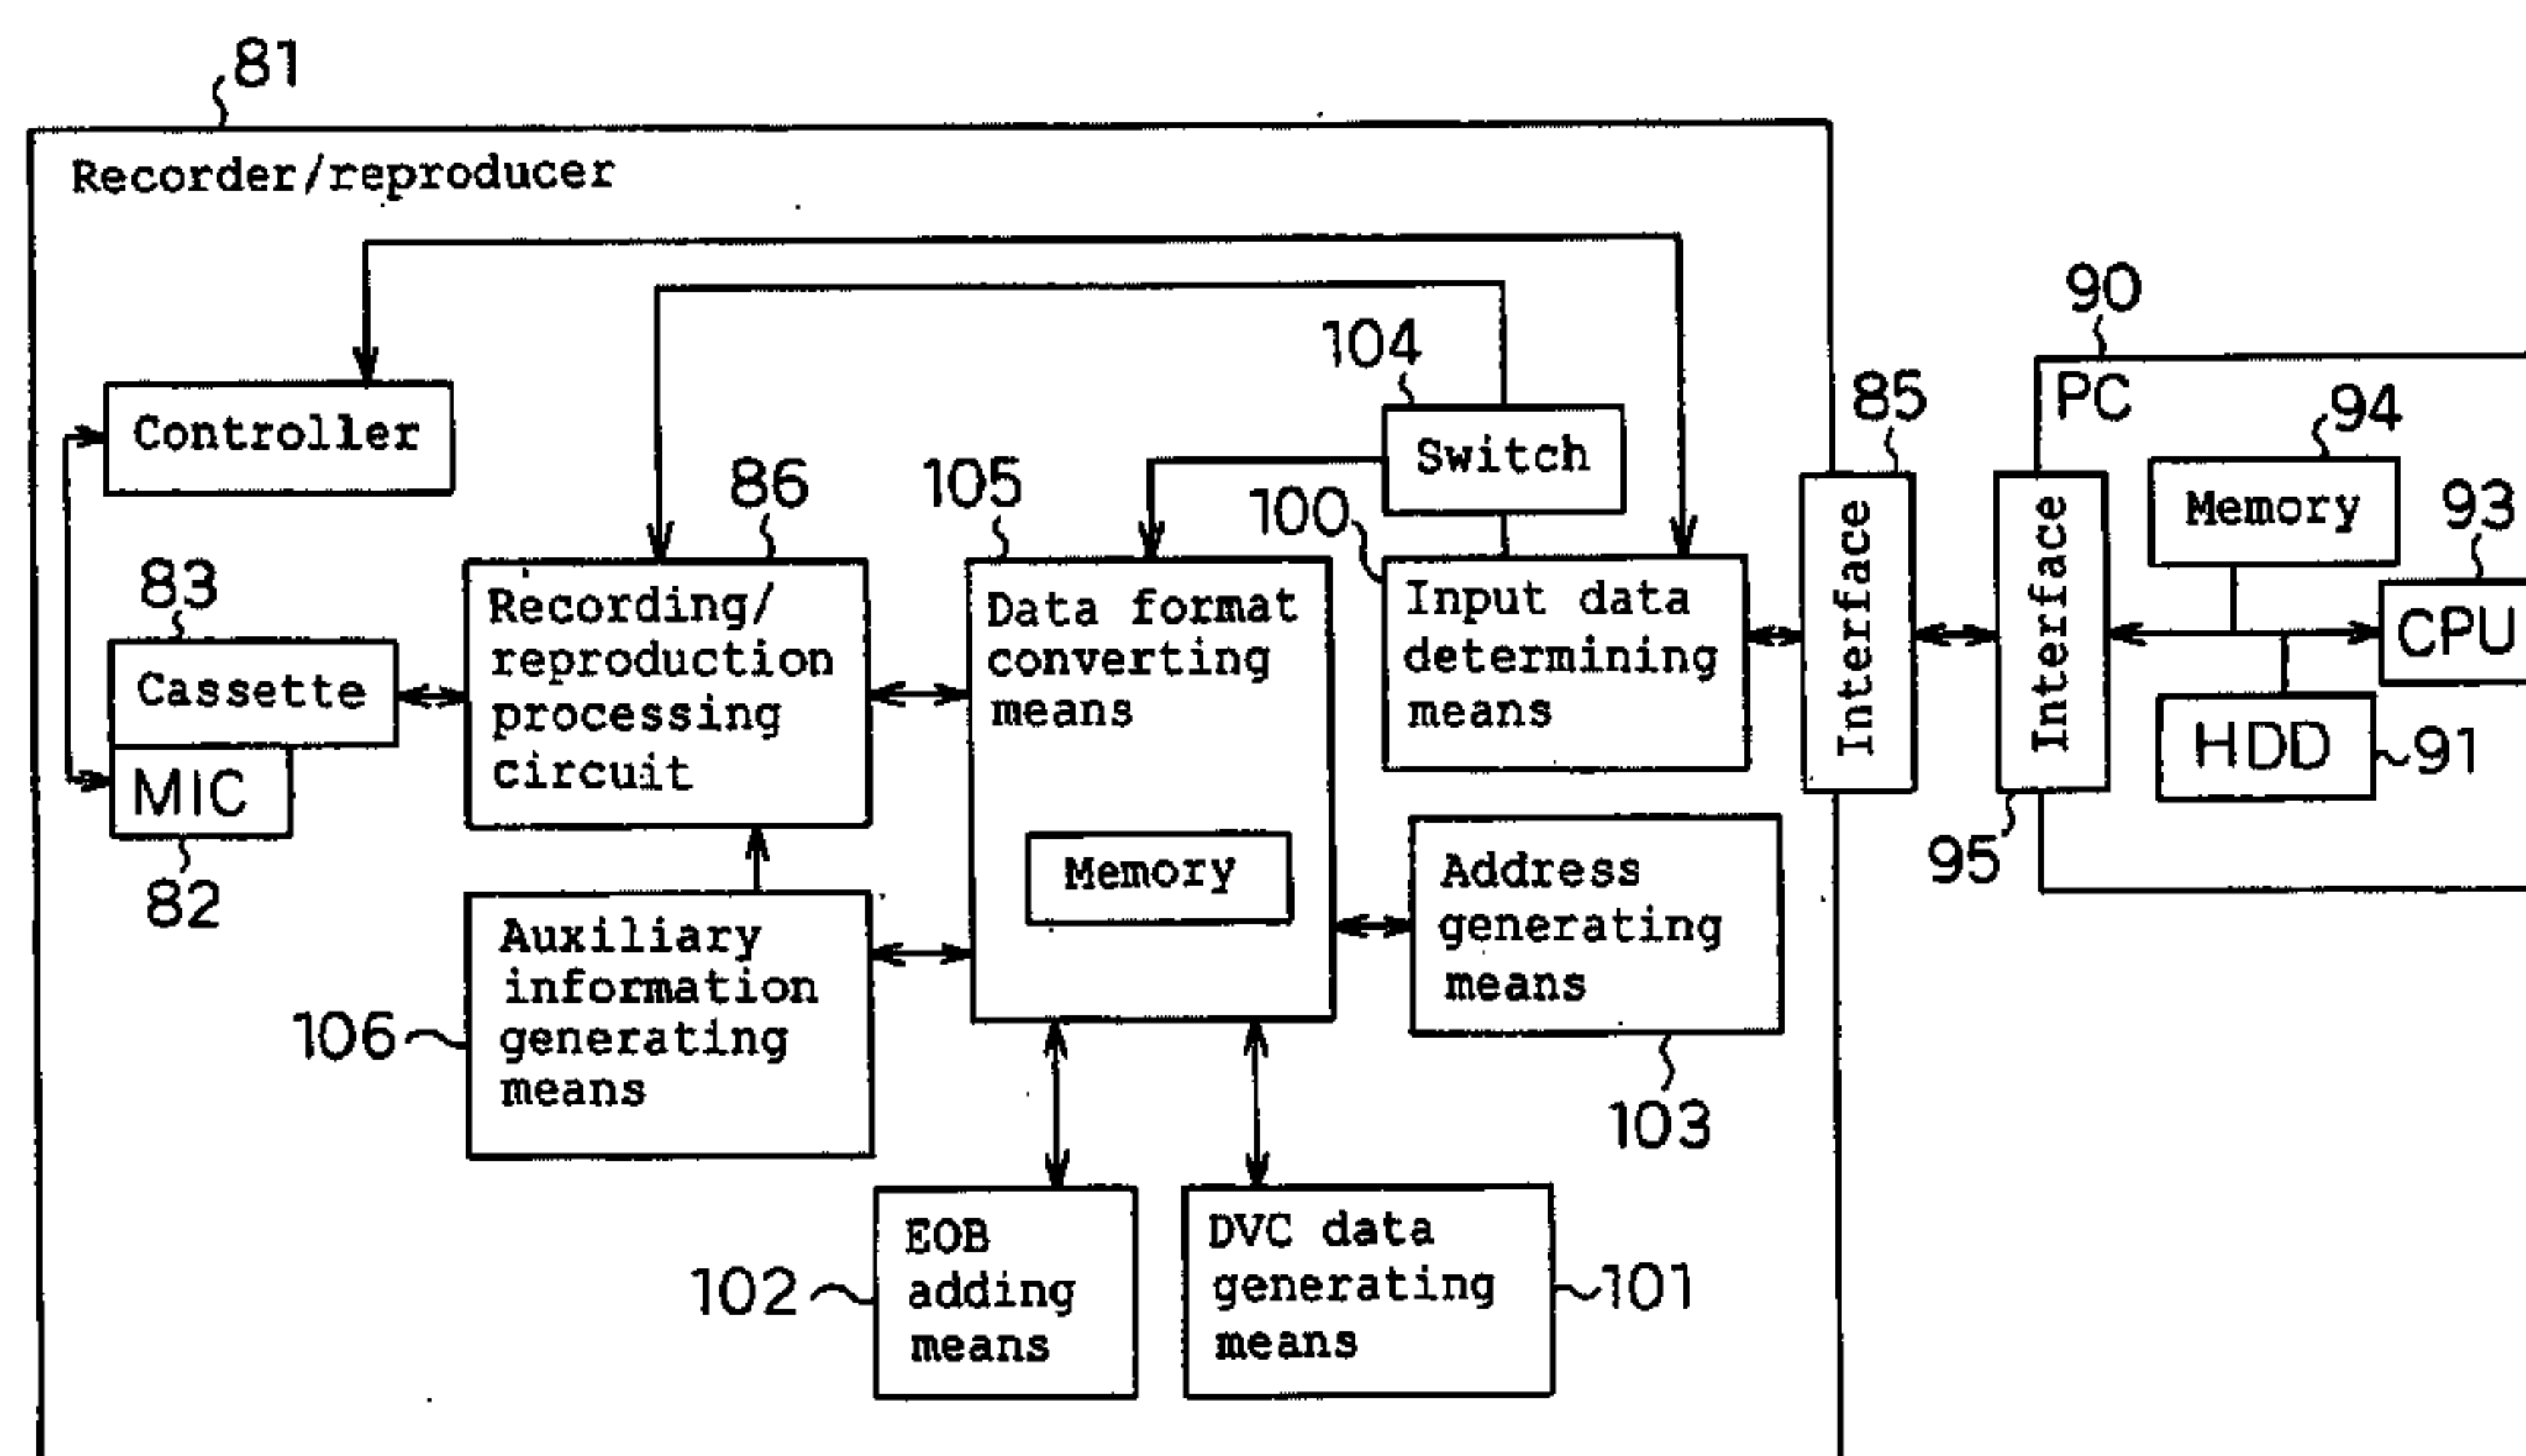 81
Recorder/reproducer
90
104
85
PC
94
Controller
Switch
86
105
100
Memory
93
83
Recording/
reproduction
processing
circuit
Data format
converting
means
Input data
determining
means
Interface
Interface
CPU
Cassette
HDD
91
MIC
82
Memory
Address
generating
means
95
Auxiliary
information
generating
means
106
103
EOB
adding
means
102
DVC data
generating
means
101